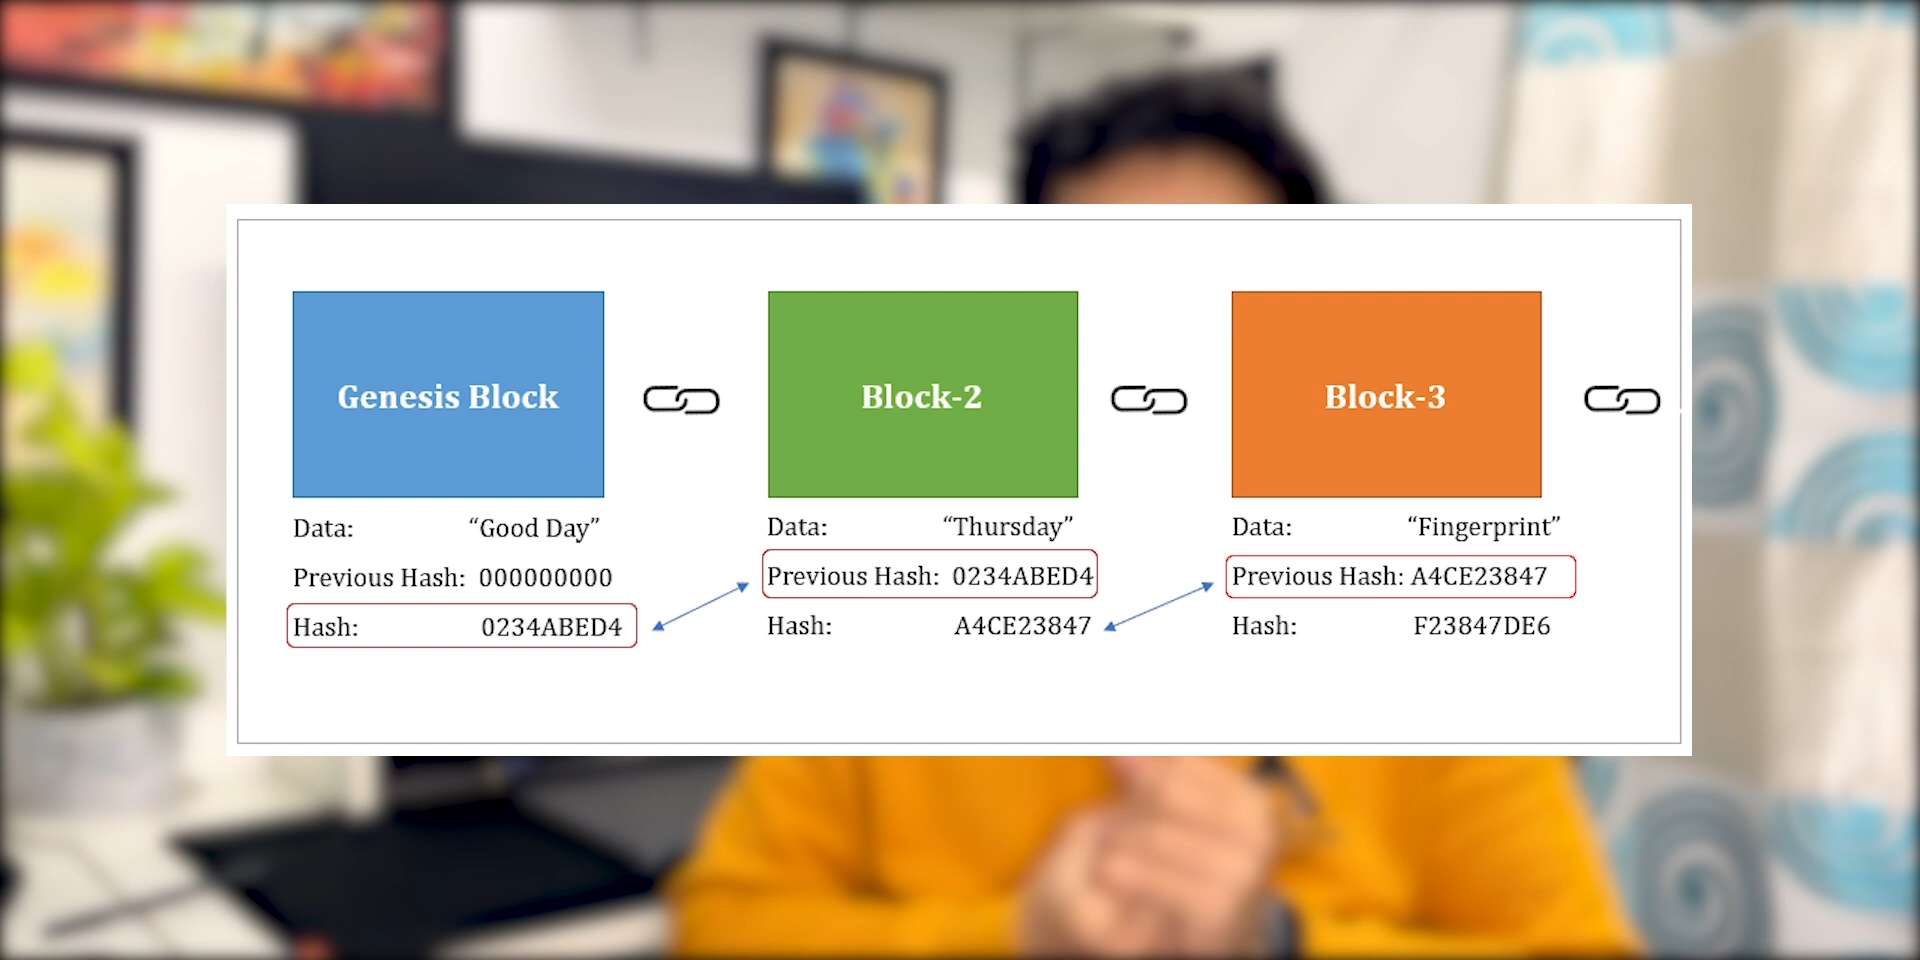 Genesis Block
Data: “Good Day”
Previous Hash: 000000000
Hash: 0234ABED4
Block-2
Data: “Thursday”
Previous Hash: 0234ABED4
Hash: A4CE23847
Block-3
Data: “Fingerprint”
Previous Hash: A4CE23847
Hash: F23847DE6